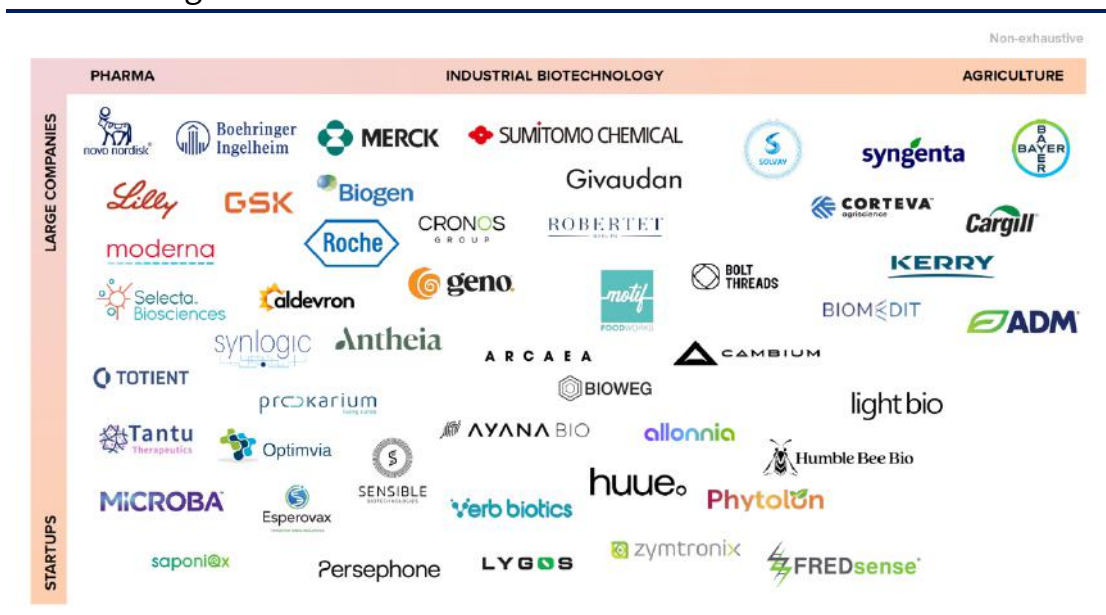 Non-exhaustive
PHARMA INDUSTRIAL BIOTECHNOLOGY AGRICULTURE
LARGE COMPANIES
novo nordisk
Boehringer
Ingelheim
MERCK
SUMITOMO CHEMICAL
SOLVAY
syngenta
BAYER
BAYER
Lilly
GSK
Biogen
Givaudan
CORTEVA
agriscience
Cargill
moderna
Roche
CRONOS
GROUP
ROBERTET
KERRY
Selecta
Biosciences
aldevron
geno
motif
FOODWORKS
BOLT
THREADS
BIOMEDIT
ADM
synlogic
Antheia
ARCAEA
CAMBIUM
TOTIENT
prokarium
BIOWEG
light bio
Tantu
Therapeutics
Optimvia
SENSIBLE
BIOTECHNOLOGIES
AYANA BIO
allonnia
Humble Bee Bio
MiCROBA
Esperovax
Verb biotics
huue.
Phytolon
STARTUPS
saponiqx
Persephone
LYGOS
zymtronix
FREDsense